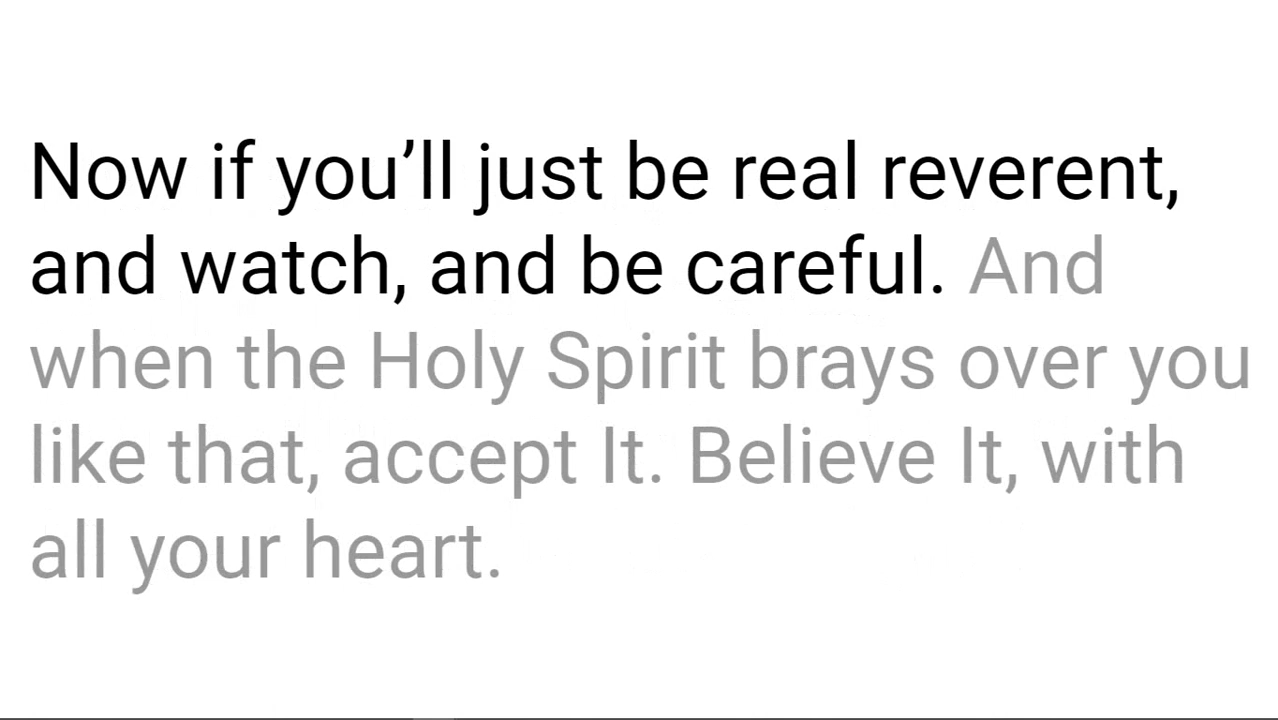 Now if you’ll just be real reverent,
and watch, and be careful. And
when the Holy Spirit brays over you
like that, accept It. Believe It, with
all your heart.